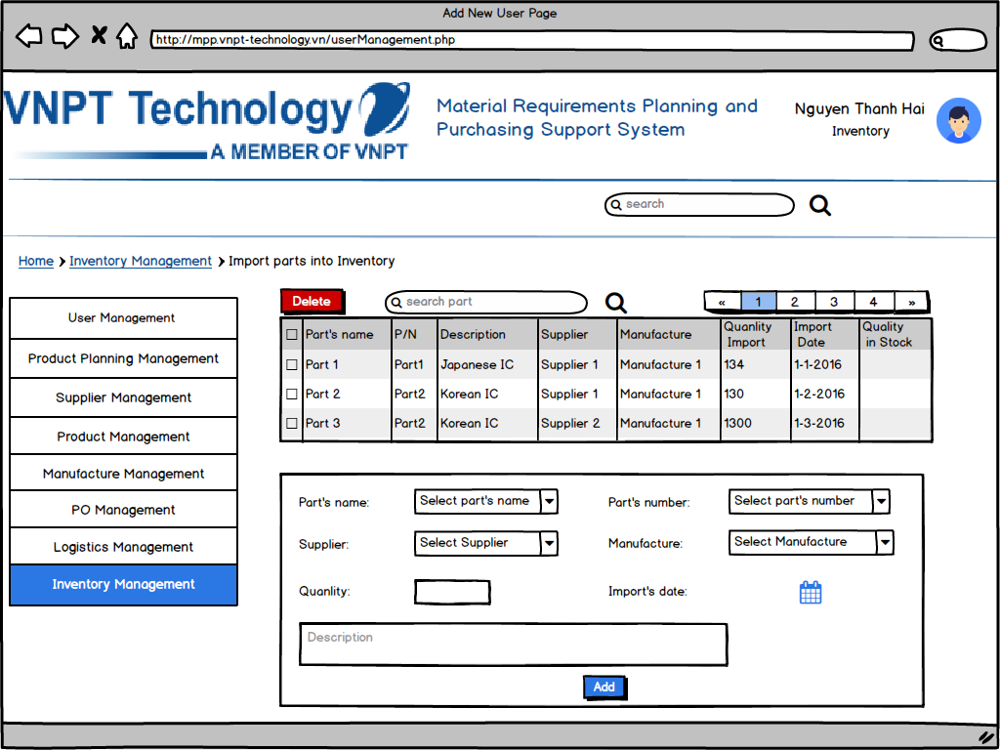 Add New User Page
http://mpp.vnpt-technology.vn/userManagement.php
VNPT Technology
A MEMBER OF VNPT
Material Requirements Planning and
Purchasing Support System
Nguyen Thanh Hai
Inventory
search
Home > Inventory Management > Import parts into Inventory
User Management
Product Planning Management
Supplier Management
Product Management
Manufacture Management
PO Management
Logistics Management
Inventory Management
Delete
search part
« 1 2 3 4 »
Part's name P/N Description Supplier Manufacture Quanlity Import Import Date Quality in Stock
Part 1 Part1 Japanese IC Supplier 1 Manufacture 1 134 1-1-2016
Part 2 Part2 Korean IC Supplier 1 Manufacture 1 130 1-2-2016
Part 3 Part2 Korean IC Supplier 2 Manufacture 1 1300 1-3-2016
Part's name: Select part's name Part's number: Select part's number
Supplier: Select Supplier Manufacture: Select Manufacture
Quanlity: Import's date:
Description
Add